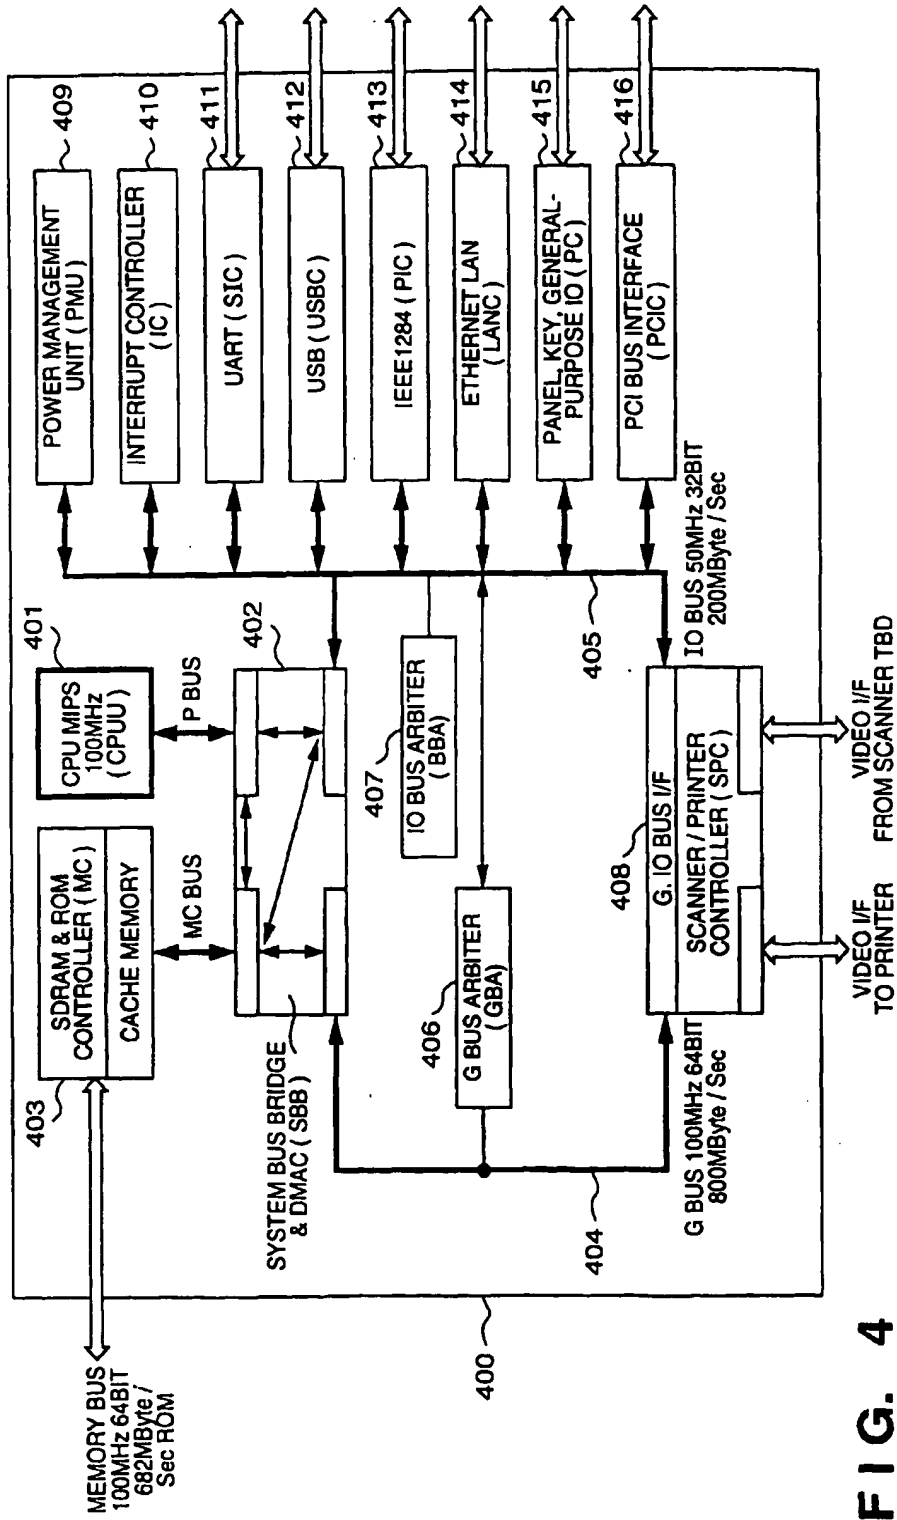 MEMORY BUS
100MHz 64BIT
682MByte /
Sec ROM
400
403
SDRAM & ROM
CONTROLLER ( MC )
CACHE MEMORY
MC BUS
401
CPU MIPS
100MHz
( CPUU )
P BUS
402
SYSTEM BUS BRIDGE
& DMAC ( SBB )
407
IO BUS ARBITER
(BBA)
406
G BUS ARBITER
(GBA)
404
G BUS 100MHz 64BIT
800MByte / Sec
408
G. IO BUS I/F
SCANNER / PRINTER
CONTROLLER ( SPC )
405
IO BUS 50MHz 32BIT
200MByte / Sec
VIDEO I/F
TO PRINTER
VIDEO I/F
FROM SCANNER TBD
409
POWER MANAGEMENT
UNIT ( PMU )
410
INTERRUPT CONTROLLER
( IC )
411
UART ( SIC )
412
USB ( USBC )
413
IEEE1284 ( PIC )
414
ETHERNET LAN
( LANC )
415
PANEL, KEY, GENERAL-
PURPOSE IO ( PC )
416
PCI BUS INTERFACE
( PCIC )
FIG. 4